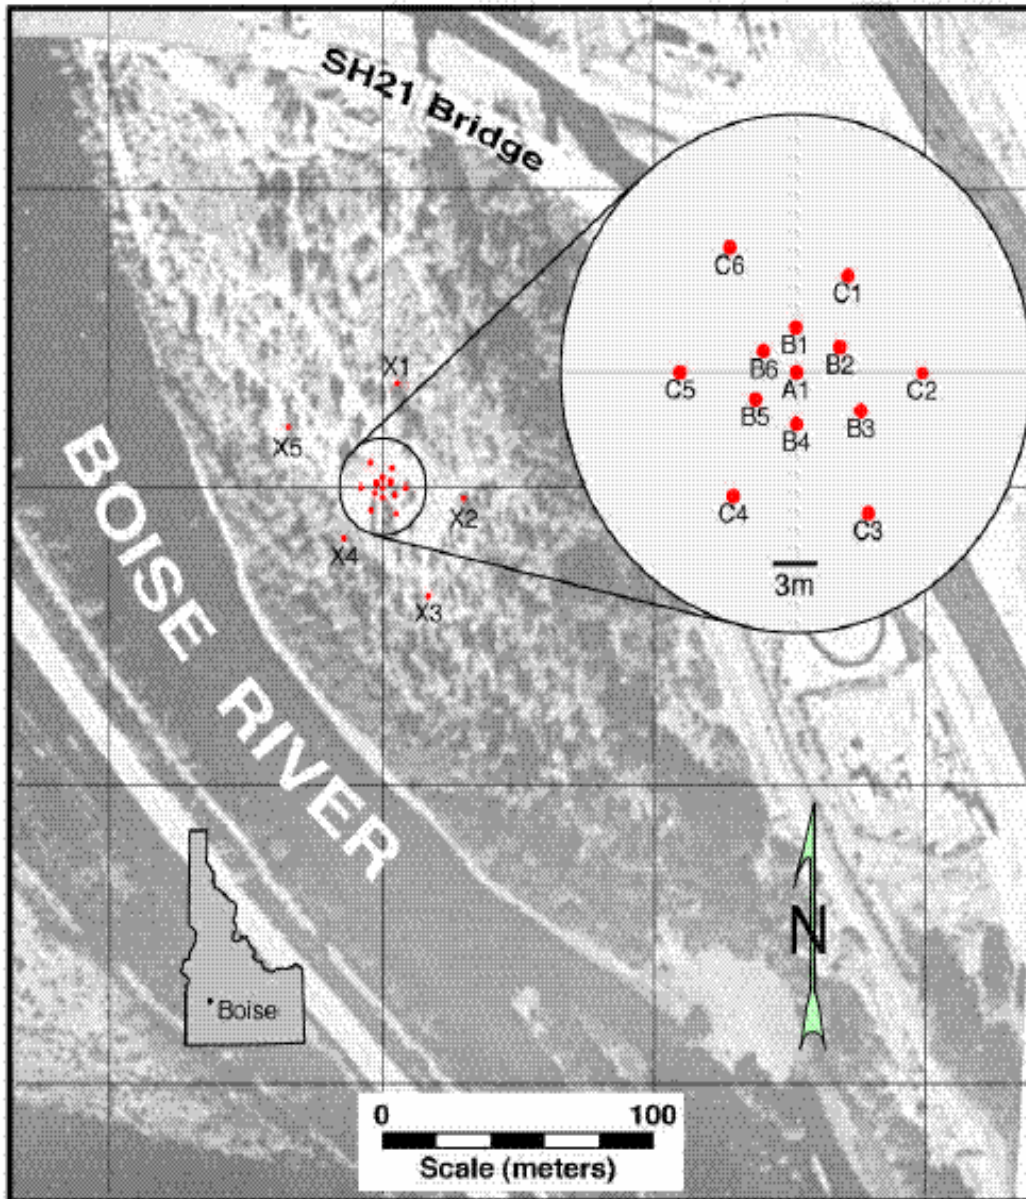 SH21 Bridge
C6
C1
B1
B2
B6
C5
A1
C2
B5
B3
B4
C4
C3
3m
X1
X5
X2
X4
X3
BOISE RIVER
N
Boise
0 100
Scale (meters)